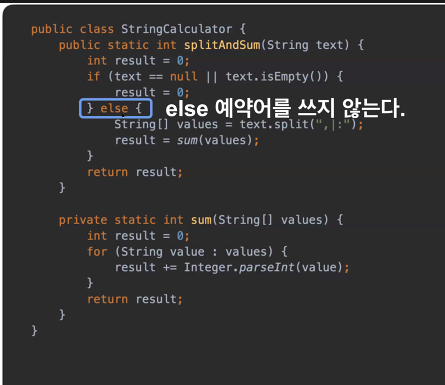 public class StringCalculator {
public static int splitAndSum(String text) {
int result = 0;
if (text == null || text.isEmpty()) {
result = 0;
} else { else 예약어를 쓰지 않는다.
String[] values = text.split(",|:");
result = sum(values);
}
return result;
}
private static int sum(String[] values) {
int result = 0;
for (String value : values) {
result += Integer.parseInt(value);
}
return result;
}
}